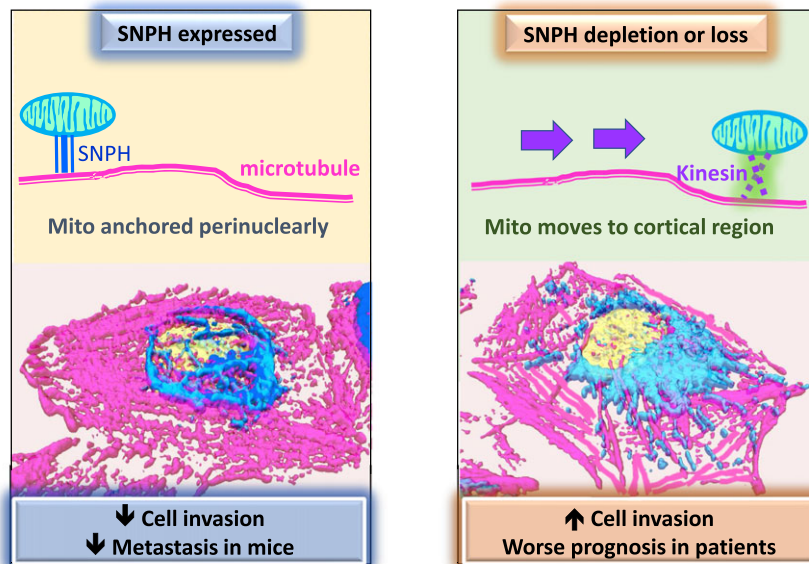 SNPH expressed
SNPH
microtubule
Mito anchored perinuclearly
🡻 Cell invasion
🡻 Metastasis in mice
SNPH depletion or loss
Kinesin
Mito moves to cortical region
🡹 Cell invasion
Worse prognosis in patients